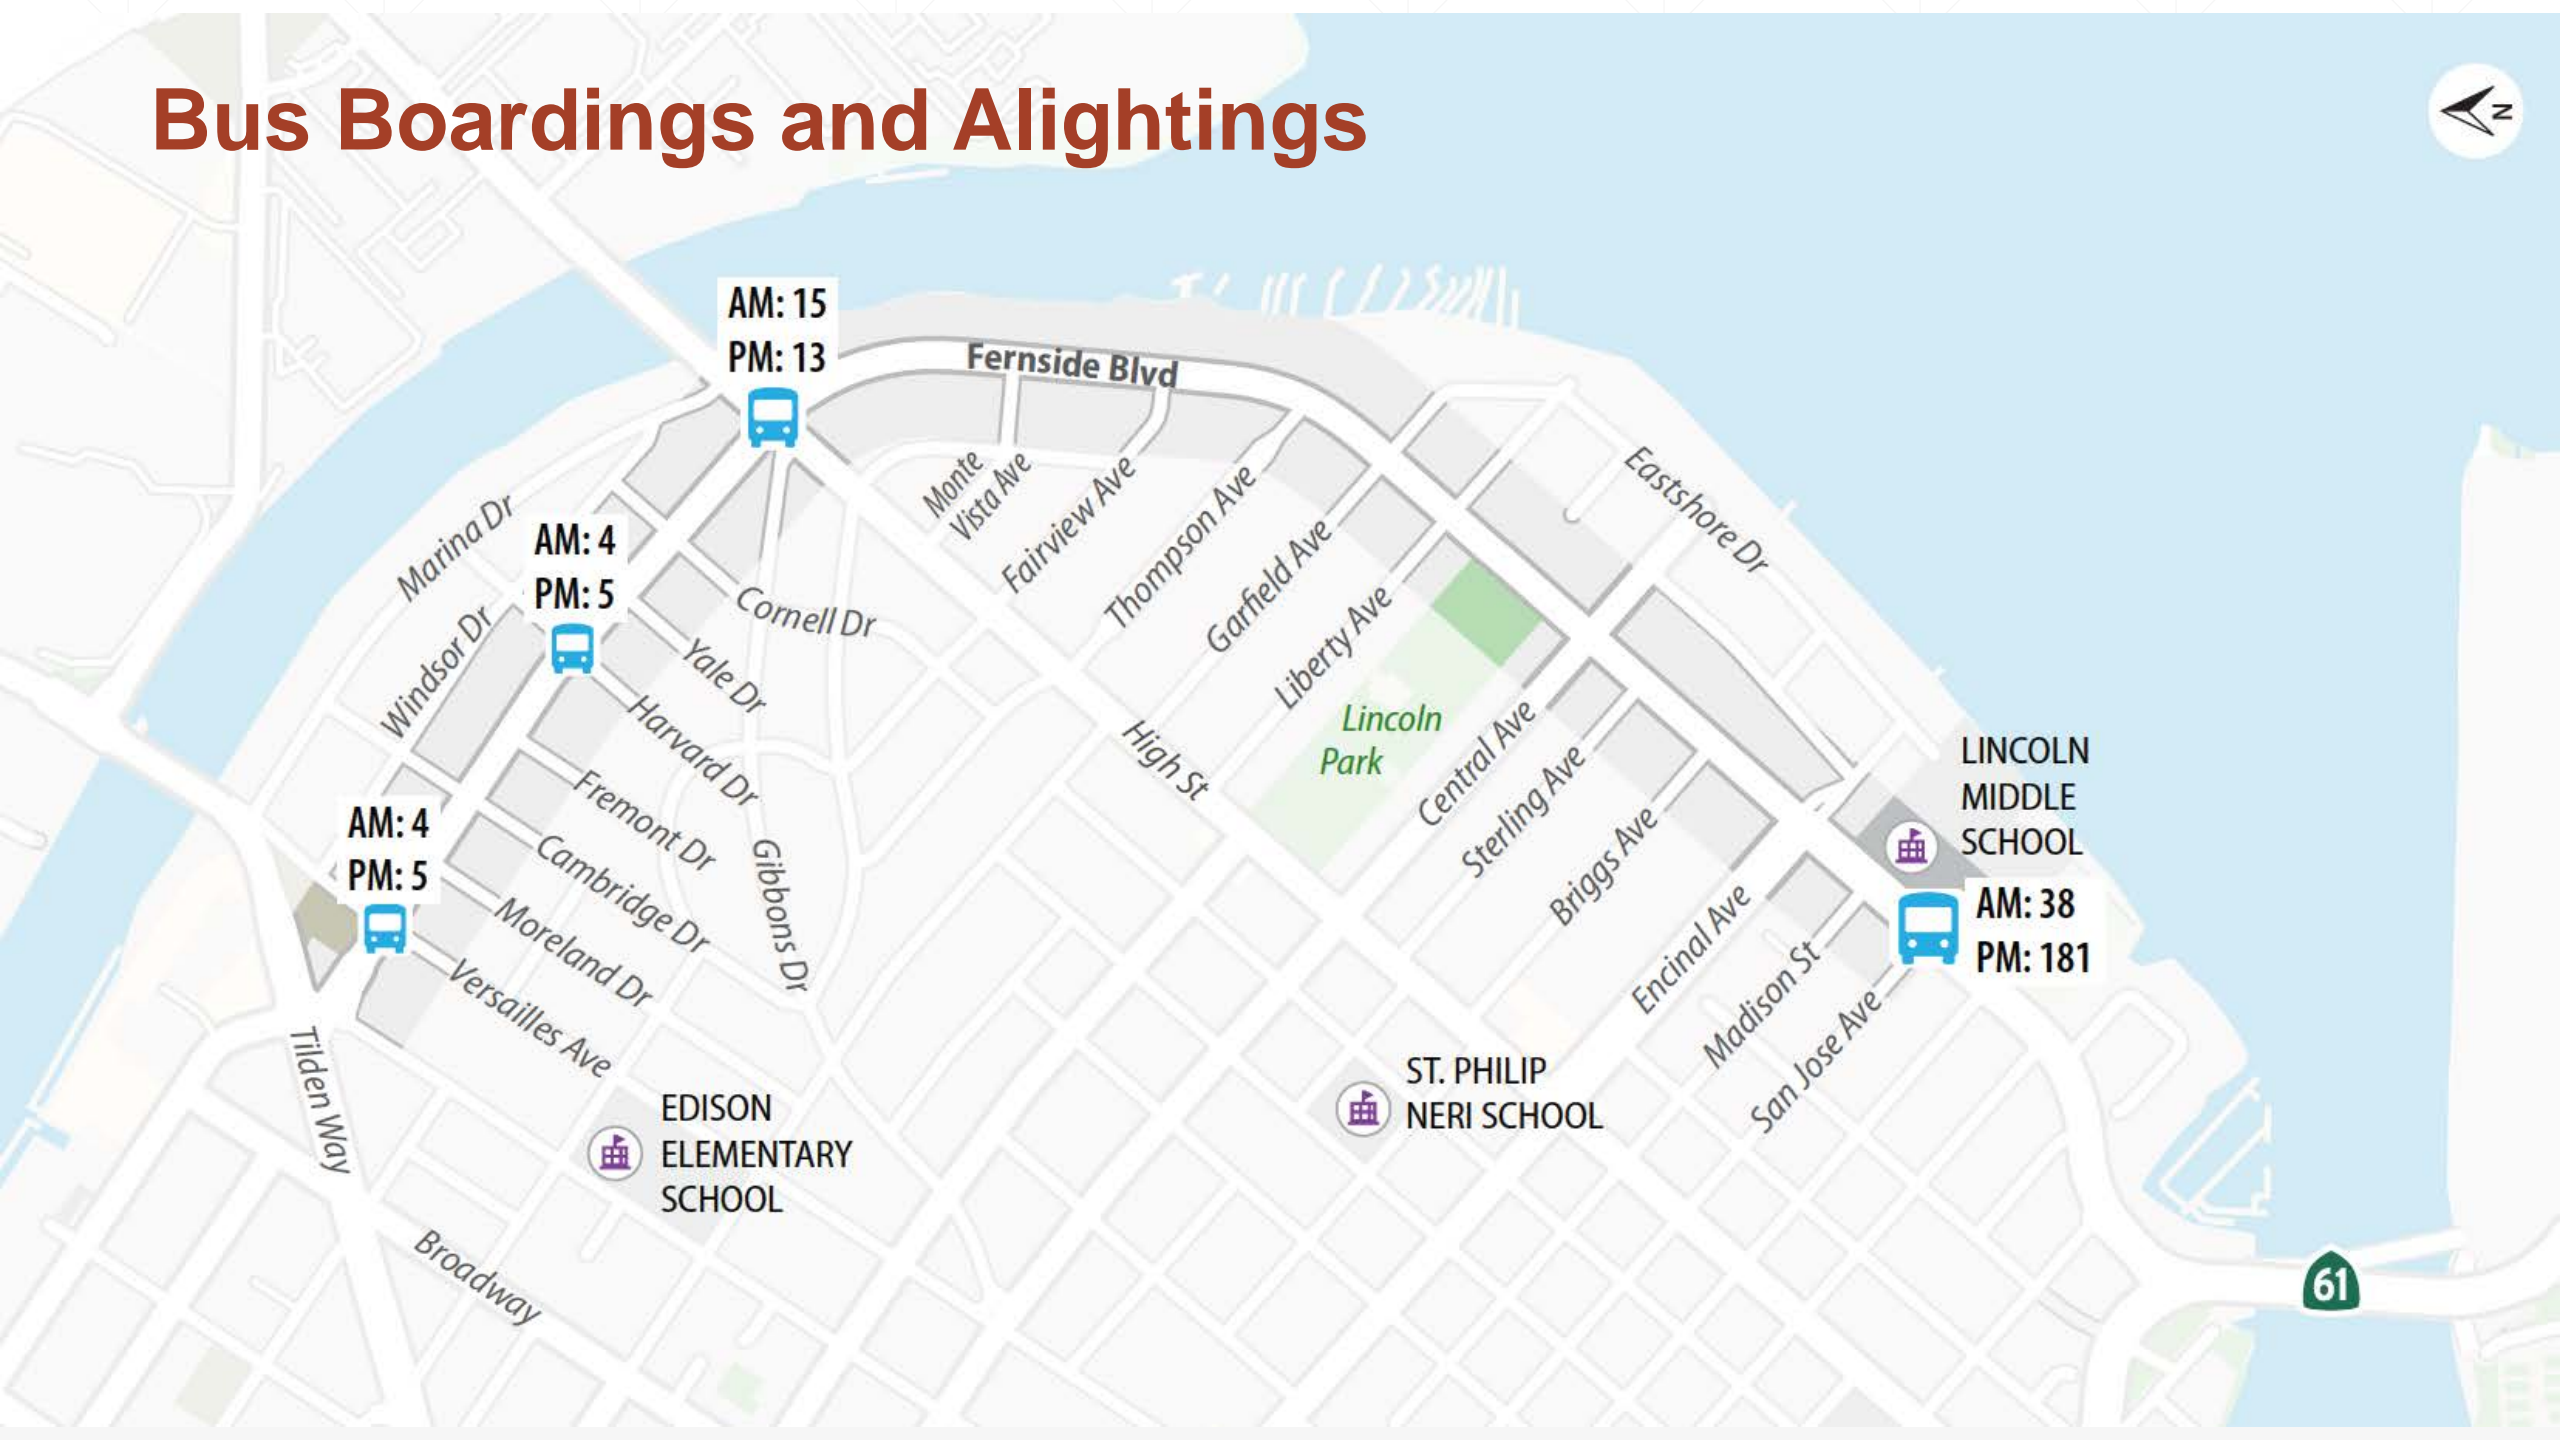 Bus Boardings and Alightings
N
AM: 15
PM: 13
Fernside Blvd
Monte
Vista Ave
Fairview Ave
Thompson Ave
Garfield Ave
Liberty Ave
Eastshore Dr
Marina Dr
AM: 4
PM: 5
Windsor Dr
Cornell Dr
Yale Dr
Harvard Dr
Fremont Dr
Cambridge Dr
Gibbons Dr
High St
Lincoln
Park
Central Ave
Sterling Ave
Briggs Ave
Encinal Ave
Madison St
San Jose Ave
LINCOLN
MIDDLE
SCHOOL
AM: 38
PM: 181
AM: 4
PM: 5
Moreland Dr
Versailles Ave
Tilden Way
EDISON
ELEMENTARY
SCHOOL
ST. PHILIP
NERI SCHOOL
Broadway
61